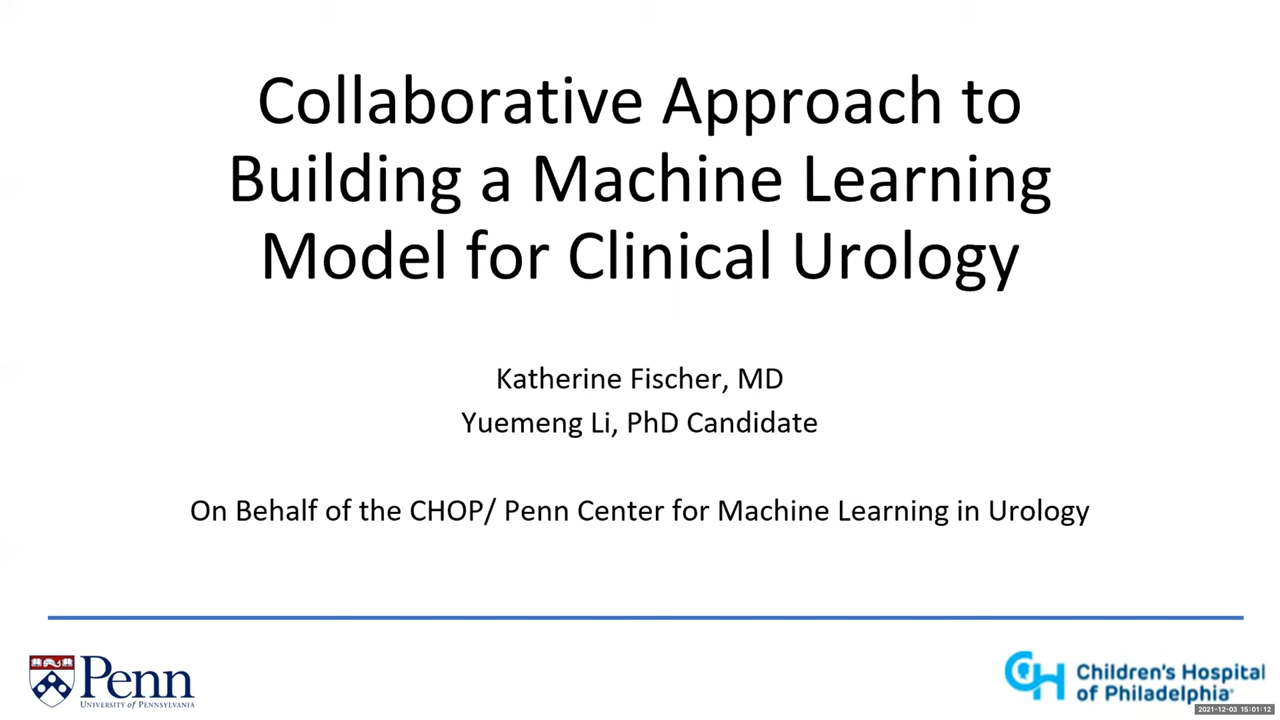 Collaborative Approach to
Building a Machine Learning
Model for Clinical Urology
Katherine Fischer, MD
Yuemeng Li, PhD Candidate
On Behalf of the CHOP/ Penn Center for Machine Learning in Urology
Penn
UNIVERSITY OF PENNSYLVANIA
CH
Children's Hospital
of Philadelphia
2021-12-03 15:01:12